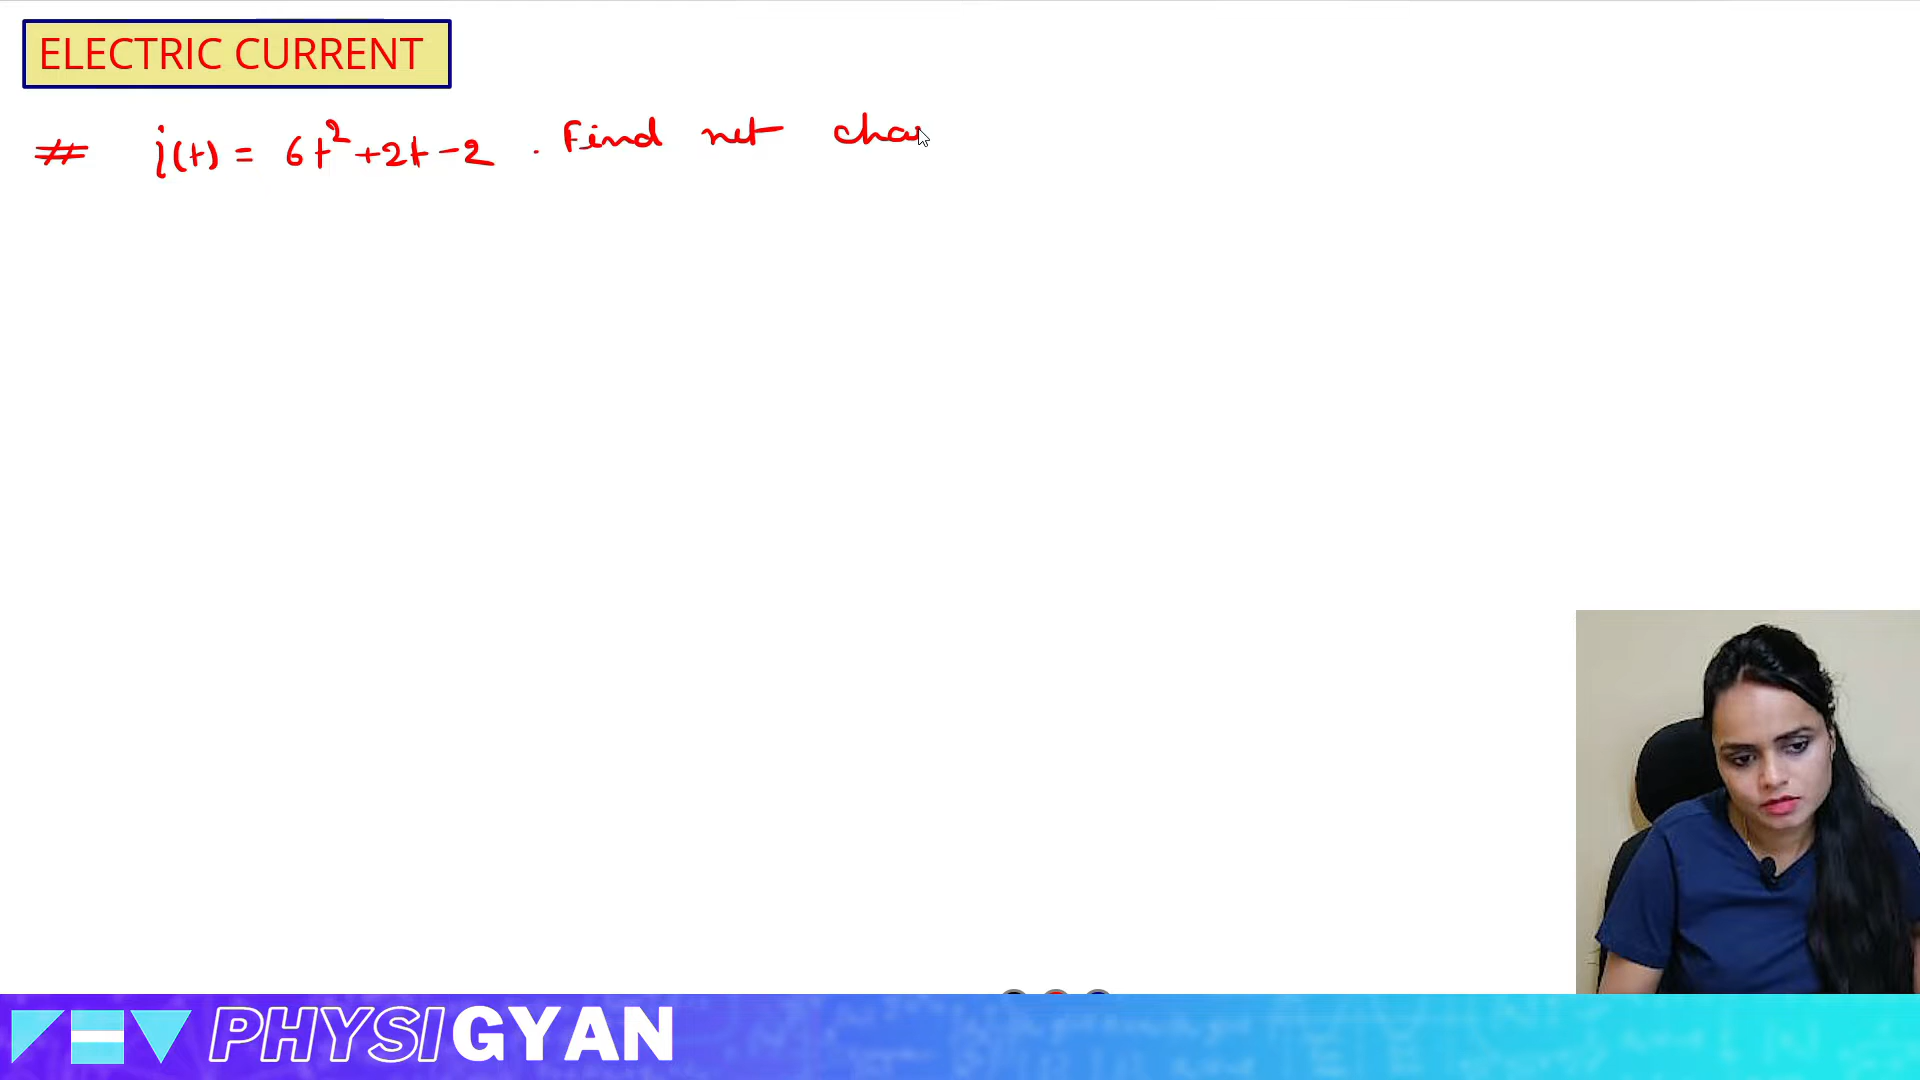 ELECTRIC CURRENT
# i(t) = 6t²+2t-2 . Find net cha
PHYSIGYAN